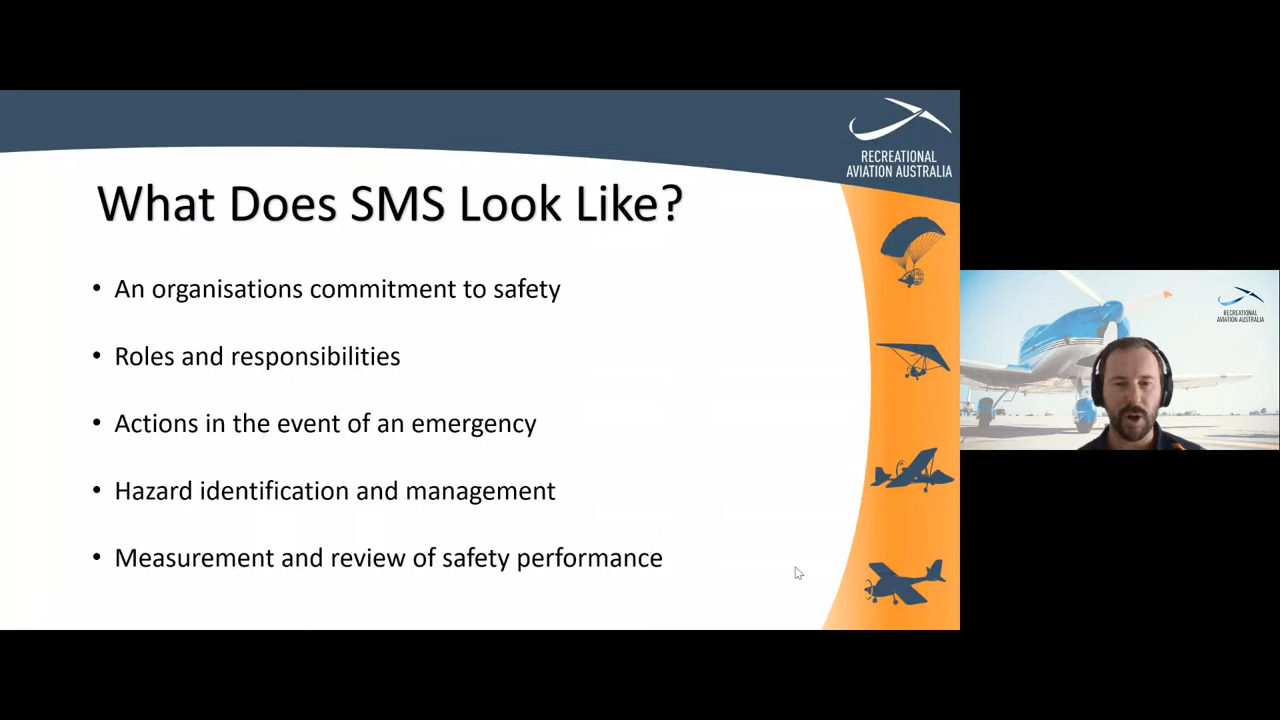 RECREATIONAL
AVIATION AUSTRALIA
What Does SMS Look Like?
• An organisations commitment to safety
• Roles and responsibilities
• Actions in the event of an emergency
• Hazard identification and management
• Measurement and review of safety performance
RECREATIONAL
AVIATION AUSTRALIA